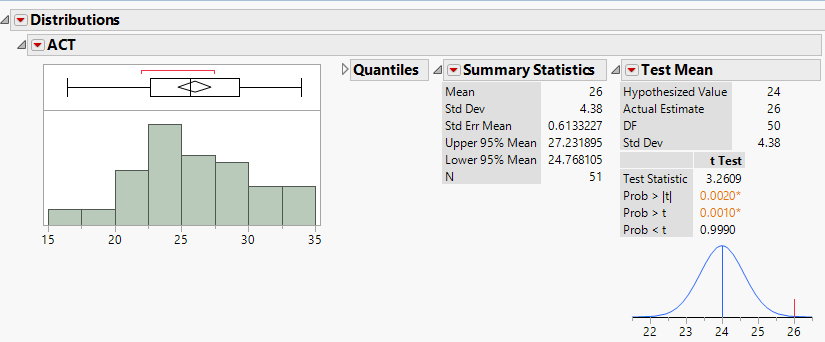 Distributions
ACT
15 20 25 30 35
Quantiles
Summary Statistics
Mean 26
Std Dev 4.38
Std Err Mean 0.6133227
Upper 95% Mean 27.231895
Lower 95% Mean 24.768105
N 51
Test Mean
Hypothesized Value 24
Actual Estimate 26
DF 50
Std Dev 4.38
t Test
Test Statistic 3.2609
Prob > |t| 0.0020*
Prob > t 0.0010*
Prob < t 0.9990
22 23 24 25 26